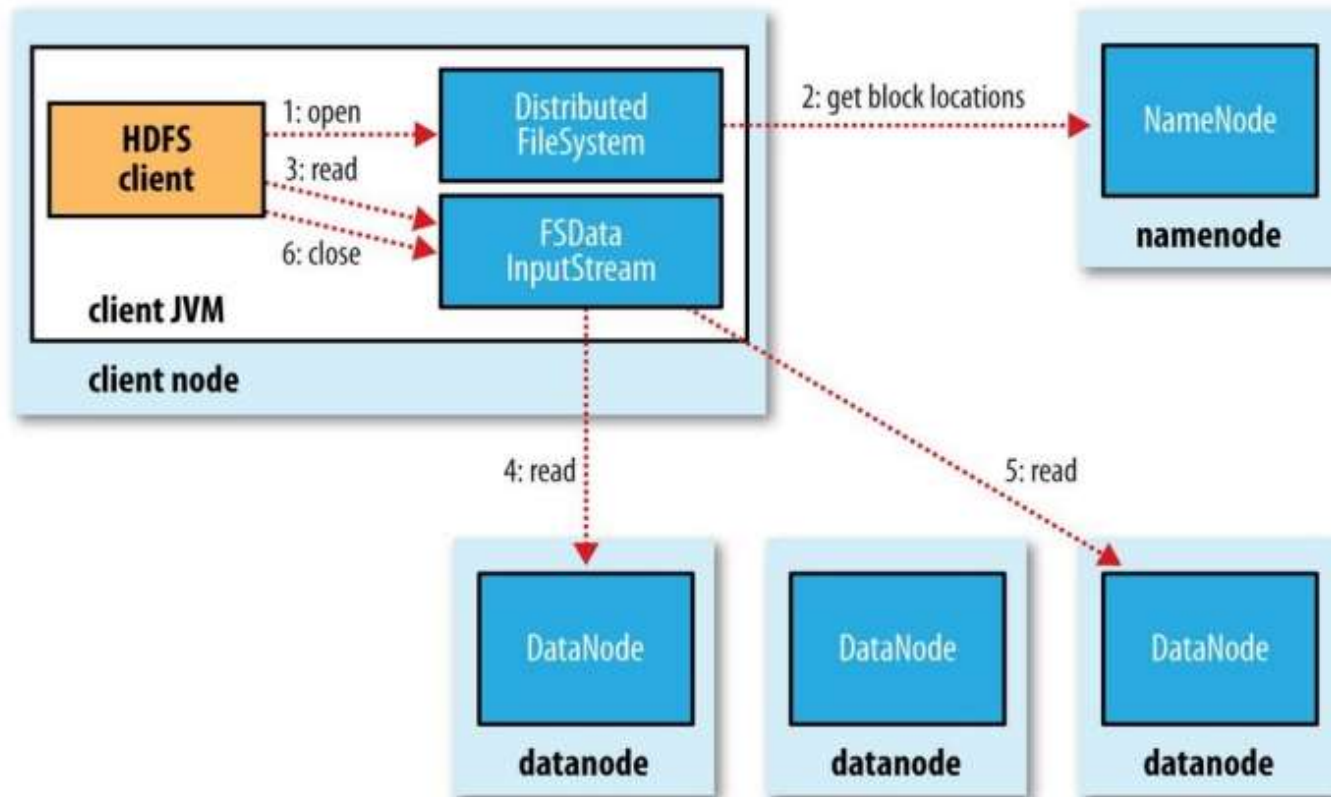 1: open
Distributed
FileSystem
2: get block locations
NameNode
HDFS
client
3: read
FSData
InputStream
6: close
namenode
client JVM
client node
4: read
5: read
DataNode
DataNode
DataNode
datanode
datanode
datanode